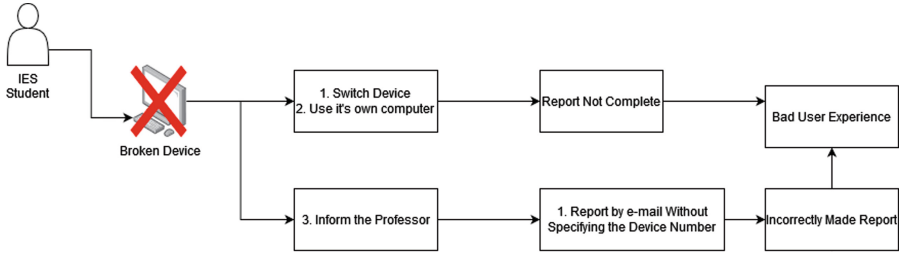 IES
Student
Broken Device
1. Switch Device
2. Use it's own computer
Report Not Complete
Bad User Experience
3. Inform the Professor
1. Report by e-mail Without
Specifying the Device Number
Incorrectly Made Report